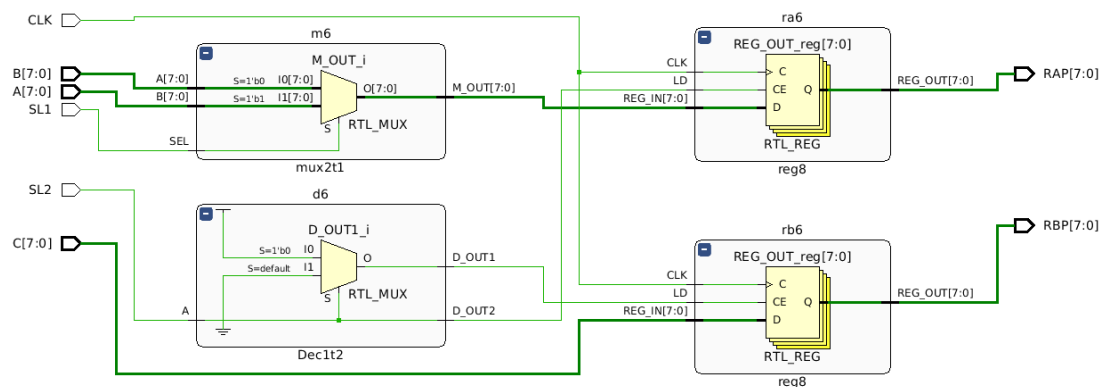 CLK
B[7:0]
A[7:0]
SL1
SL2
C[7:0]
m6
M_OUT_i
A[7:0]
B[7:0]
S=1'b0
I0[7:0]
S=1'b1
I1[7:0]
O[7:0]
S
RTL_MUX
SEL
M_OUT[7:0]
mux2t1
d6
D_OUT1_i
S=1'b0
I0
S=default
I1
O
S
RTL_MUX
A
D_OUT1
D_OUT2
Dec1t2
ra6
REG_OUT_reg[7:0]
CLK
LD
REG_IN[7:0]
C
CE
D
Q
REG_OUT[7:0]
RTL_REG
reg8
RAP[7:0]
rb6
REG_OUT_reg[7:0]
CLK
LD
REG_IN[7:0]
C
CE
D
Q
REG_OUT[7:0]
RTL_REG
reg8
RBP[7:0]